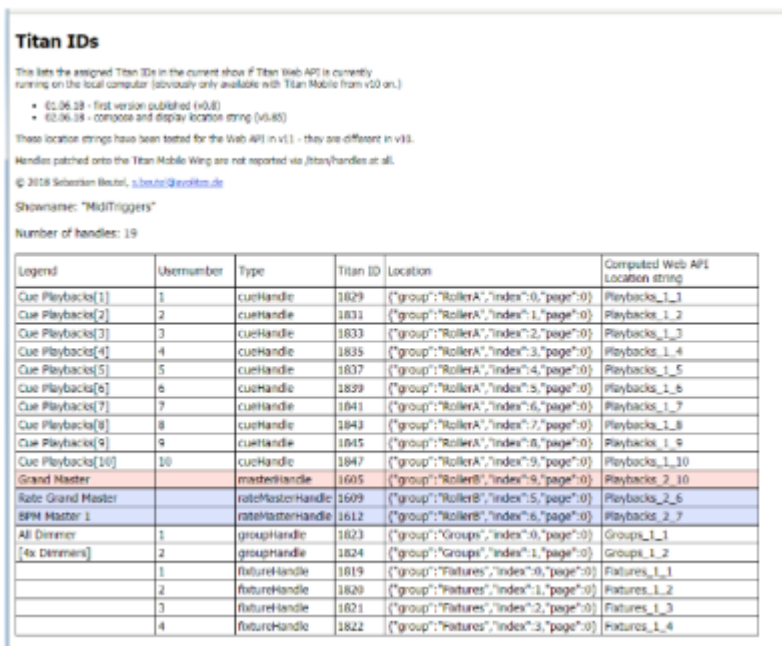 Titan IDs
This lists the assigned Titan IDs in the current show if Titan Web API is currently
running on the local computer (obviously only available with Titan Mobile from v10 on.)
01.06.18 - first version published (v0.8)
02.06.18 - compose and display location string (v0.85)
These location strings have been tested for the Web API in v11 - they are different in v10.
Handles patched onto the Titan Mobile Wing are not reported via /titan/handles at all.
© 2018 Sebastian Beutel, s.beutel@avolites.de
Showname: "MidiTriggers"
Number of handles: 19
Legend Usernumber Type Titan ID Location Computed Web API Location string
Cue Playbacks[1] 1 cueHandle 1829 {"group":"RollerA","index":0,"page":0} Playbacks_1_1
Cue Playbacks[2] 2 cueHandle 1831 {"group":"RollerA","index":1,"page":0} Playbacks_1_2
Cue Playbacks[3] 3 cueHandle 1833 {"group":"RollerA","index":2,"page":0} Playbacks_1_3
Cue Playbacks[4] 4 cueHandle 1835 {"group":"RollerA","index":3,"page":0} Playbacks_1_4
Cue Playbacks[5] 5 cueHandle 1837 {"group":"RollerA","index":4,"page":0} Playbacks_1_5
Cue Playbacks[6] 6 cueHandle 1839 {"group":"RollerA","index":5,"page":0} Playbacks_1_6
Cue Playbacks[7] 7 cueHandle 1841 {"group":"RollerA","index":6,"page":0} Playbacks_1_7
Cue Playbacks[8] 8 cueHandle 1843 {"group":"RollerA","index":7,"page":0} Playbacks_1_8
Cue Playbacks[9] 9 cueHandle 1845 {"group":"RollerA","index":8,"page":0} Playbacks_1_9
Cue Playbacks[10] 10 cueHandle 1847 {"group":"RollerA","index":9,"page":0} Playbacks_1_10
Grand Master masterHandle 1605 {"group":"RollerB","index":9,"page":0} Playbacks_2_10
Rate Grand Master rateMasterHandle 1609 {"group":"RollerB","index":5,"page":0} Playbacks_2_6
BPM Master 1 rateMasterHandle 1612 {"group":"RollerB","index":6,"page":0} Playbacks_2_7
All Dimmer 1 groupHandle 1823 {"group":"Groups","index":0,"page":0} Groups_1_1
[4x Dimmers] 2 groupHandle 1824 {"group":"Groups","index":1,"page":0} Groups_1_2
1 fixtureHandle 1819 {"group":"Fixtures","index":0,"page":0} Fixtures_1_1
2 fixtureHandle 1820 {"group":"Fixtures","index":1,"page":0} Fixtures_1_2
3 fixtureHandle 1821 {"group":"Fixtures","index":2,"page":0} Fixtures_1_3
4 fixtureHandle 1822 {"group":"Fixtures","index":3,"page":0} Fixtures_1_4